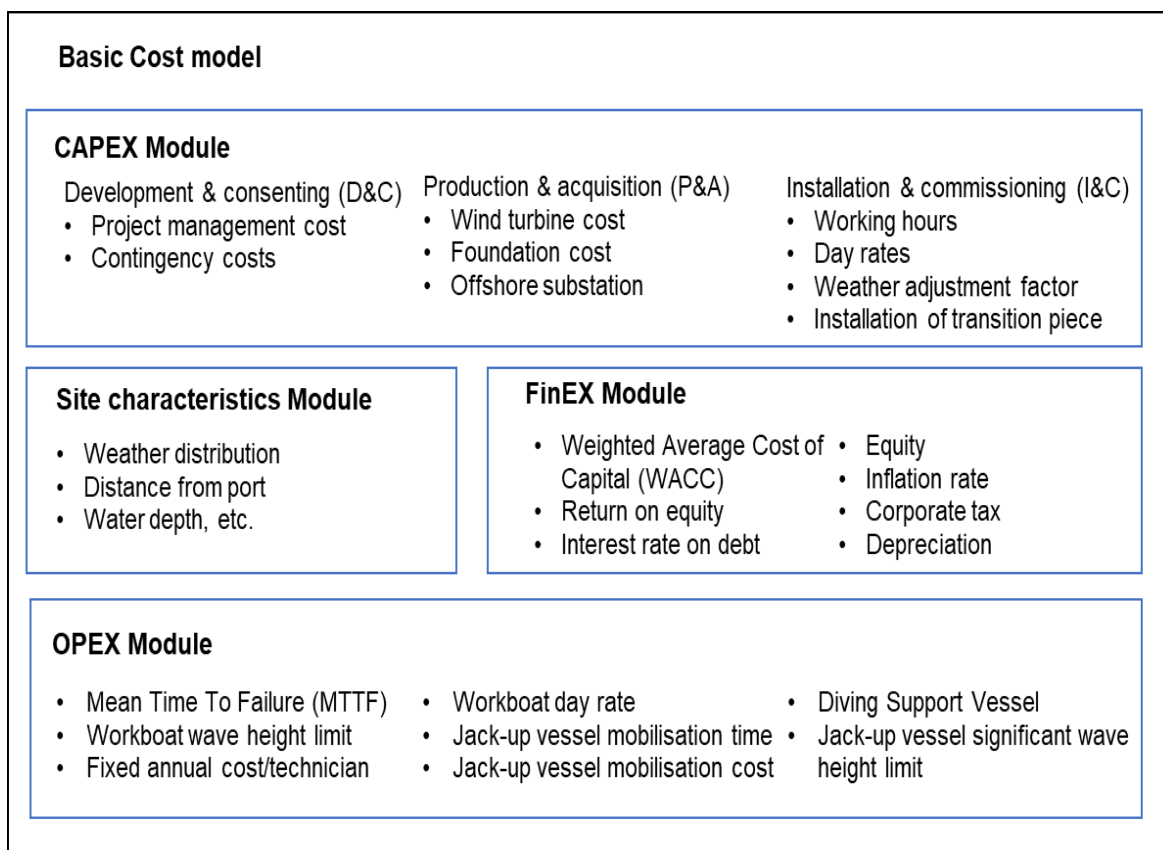 Basic Cost model
CAPEX Module
Development & consenting (D&C)
• Project management cost
• Contingency costs
Production & acquisition (P&A)
• Wind turbine cost
• Foundation cost
• Offshore substation
Installation & commissioning (I&C)
• Working hours
• Day rates
• Weather adjustment factor
• Installation of transition piece
Site characteristics Module
• Weather distribution
• Distance from port
• Water depth, etc.
FinEX Module
• Weighted Average Cost of
Capital (WACC)
• Return on equity
• Interest rate on debt
• Equity
• Inflation rate
• Corporate tax
• Depreciation
OPEX Module
• Mean Time To Failure (MTTF)
• Workboat wave height limit
• Fixed annual cost/technician
• Workboat day rate
• Jack-up vessel mobilisation time
• Jack-up vessel mobilisation cost
• Diving Support Vessel
• Jack-up vessel significant wave
height limit